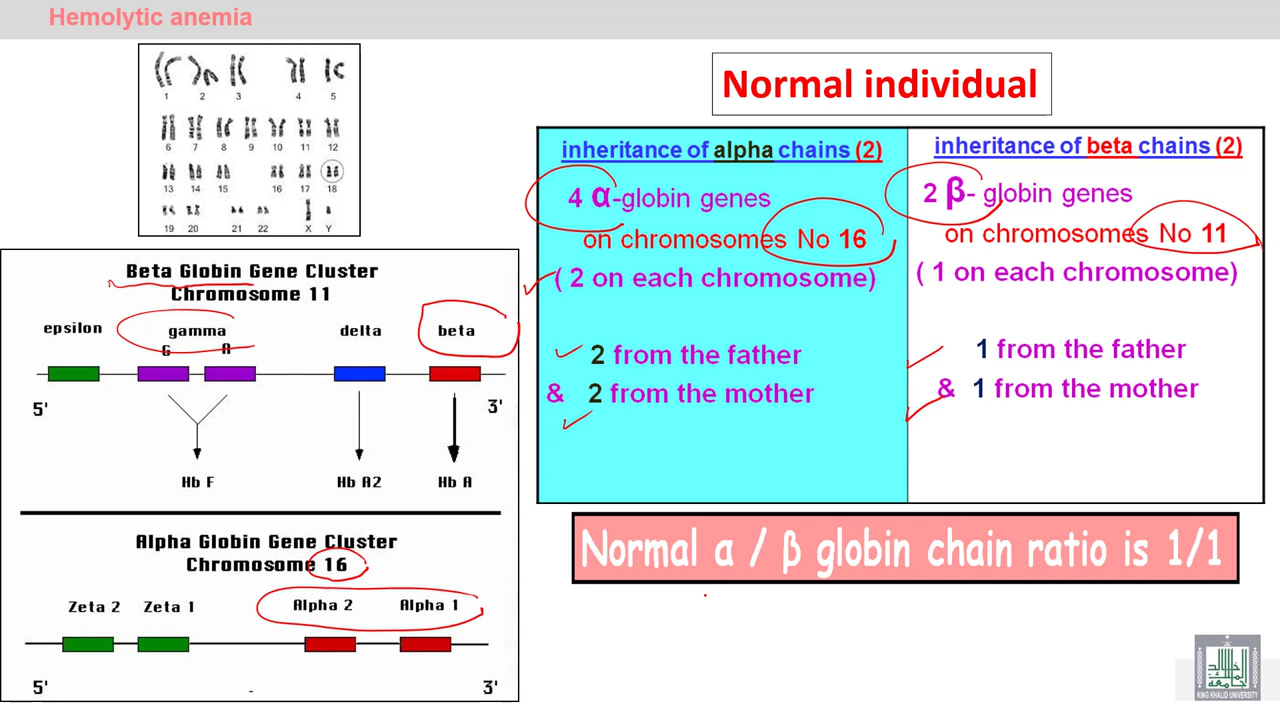 Hemolytic anemia
1 2 3 4 5
6 7 8 9 10 11 12
13 14 15 16 17 18
19 20 21 22 X Y
Beta Globin Gene Cluster
Chromosome 11
epsilon gamma delta beta
G A
5' 3'
Hb F Hb A2 Hb A
Alpha Globin Gene Cluster
Chromosome 16
Zeta 2 Zeta 1 Alpha 2 Alpha 1
5' 3'
Normal individual
inheritance of alpha chains (2)
4 α-globin genes
on chromosomes No 16
( 2 on each chromosome)
2 from the father
& 2 from the mother
inheritance of beta chains (2)
2 β- globin genes
on chromosomes No 11
( 1 on each chromosome)
1 from the father
& 1 from the mother
Normal α / β globin chain ratio is 1/1
KING KHALID UNIVERSITY